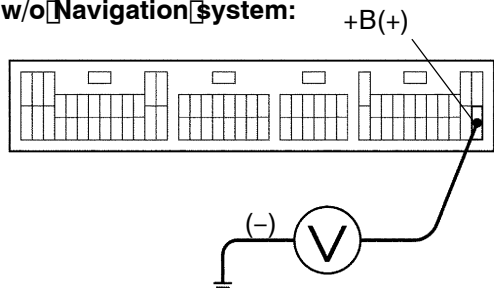 w/o Navigation system:
+B(+)
(−)
V